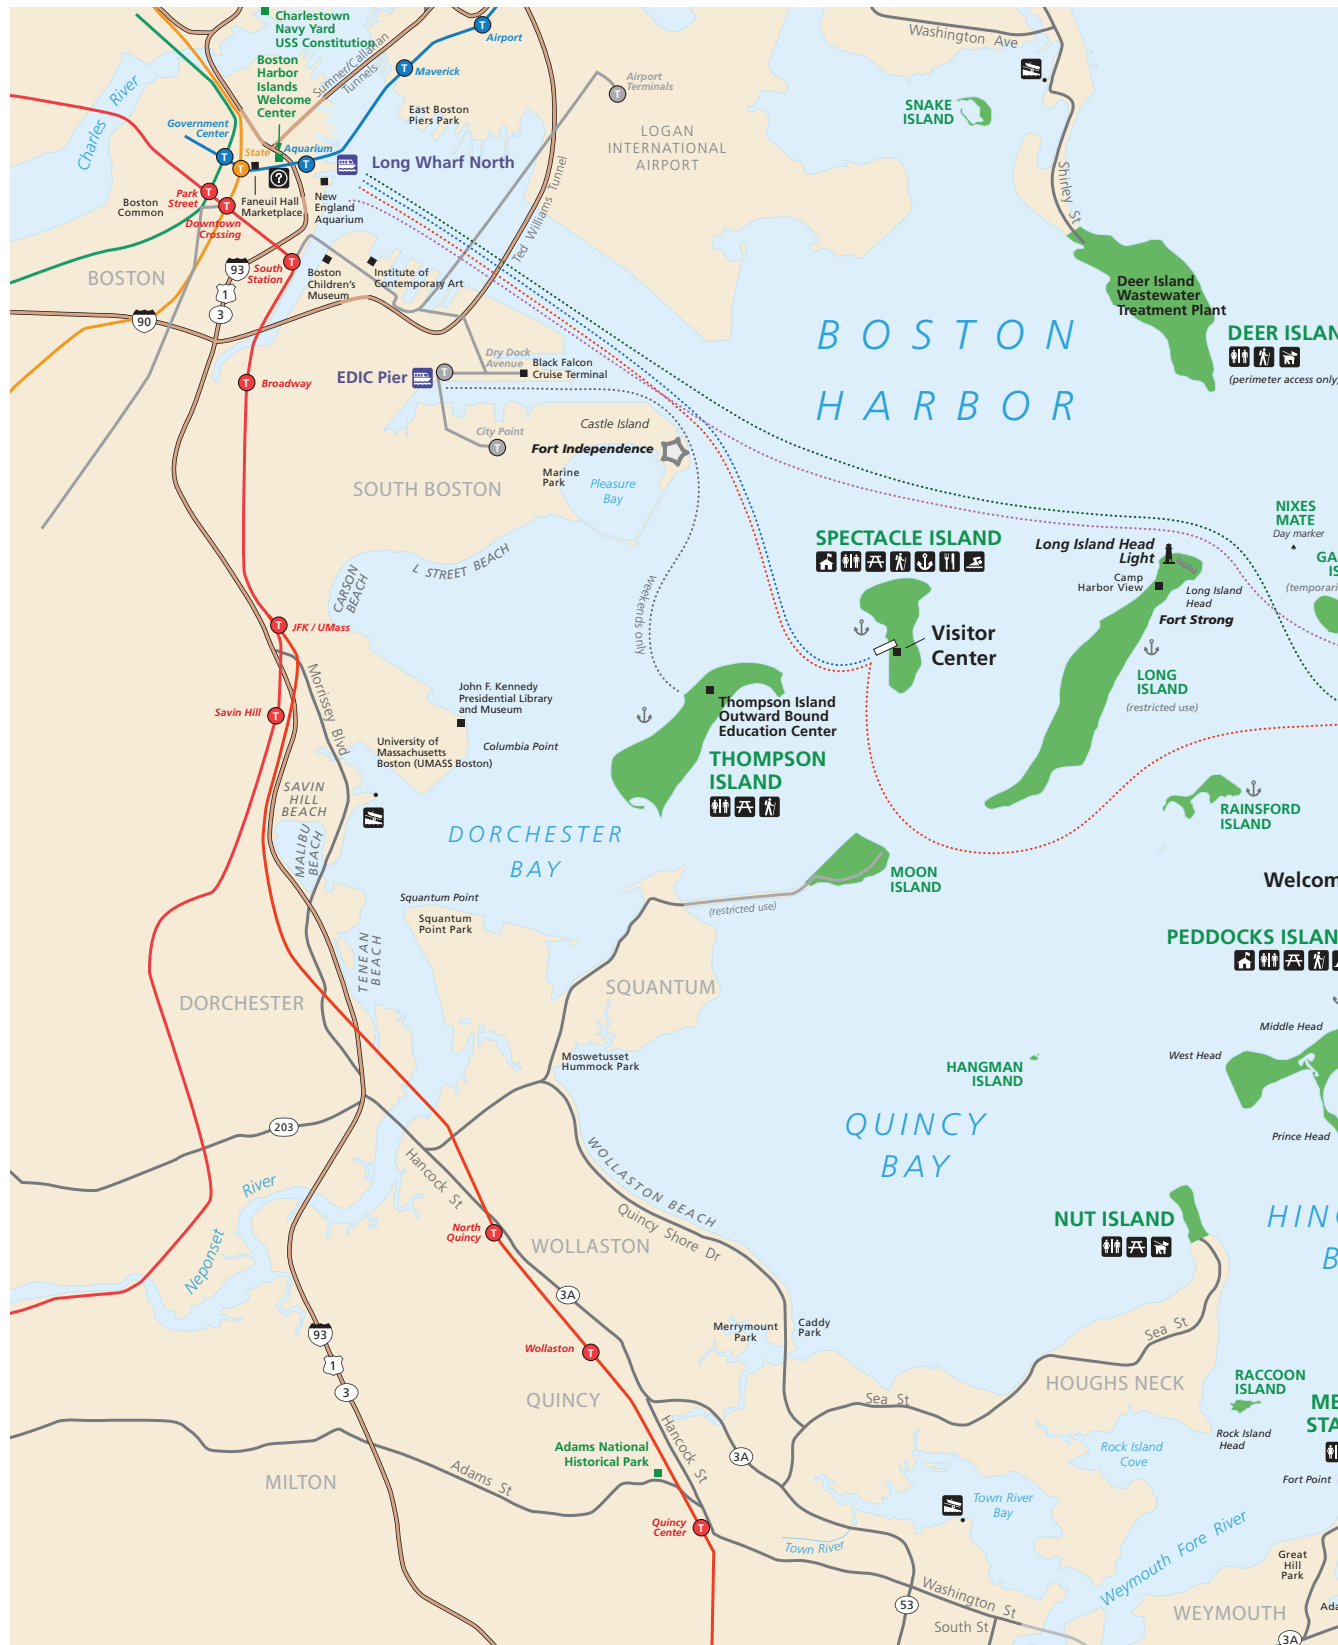 Charlestown
Navy Yard
USS Constitution
Boston
Harbor
Islands
Welcome
Center
Sumner/Callahan
Tunnels
T
Airport
T
Maverick
East Boston
Piers Park
Airport
Terminals
T
LOGAN
INTERNATIONAL
AIRPORT
Washington Ave
SNAKE
ISLAND
Shirley St
Charles River
Government
Center
T
State
T
Aquarium
T
Long Wharf North
?
Park
Street
T
T
Downtown
Crossing
Boston
Common
Faneuil Hall
Marketplace
New
England
Aquarium
Ted Williams Tunnel
BOSTON
93
1
3
90
South
Station
T
Boston
Children's
Museum
Institute of
Contemporary Art
Deer Island
Wastewater
Treatment Plant
DEER ISLAN
(perimeter access only
BOSTON
HARBOR
Dry Dock
Avenue
EDIC Pier
T
Black Falcon
Cruise Terminal
T
Broadway
City Point
T
Castle Island
Fort Independence
Marine
Park
Pleasure
Bay
SOUTH BOSTON
L STREET BEACH
CARSON
BEACH
weekends only
SPECTACLE ISLAND
Visitor
Center
NIXES
MATE
Day marker
GA
IS
(temporari
Long Island Head
Light
Camp
Harbor View
Long Island
Head
Fort Strong
LONG
ISLAND
(restricted use)
T
JFK / UMass
Morrissey Blvd
T
Savin Hill
John F. Kennedy
Presidential Library
and Museum
University of
Massachusetts
Boston (UMASS Boston)
Columbia Point
Thompson Island
Outward Bound
Education Center
THOMPSON
ISLAND
SAVIN
HILL
BEACH
MALIBU
BEACH
DORCHESTER
BAY
RAINSFORD
ISLAND
MOON
ISLAND
(restricted use)
Welcom
PEDDOCKS ISLAN
Squantum Point
Squantum
Point Park
TENEAN
BEACH
SQUANTUM
DORCHESTER
Middle Head
West Head
Prince Head
Moswetusset
Hummock Park
HANGMAN
ISLAND
QUINCY
BAY
203
Hancock St
WOLLASTON BEACH
Quincy Shore Dr
Neponset River
North
Quincy
T
WOLLASTON
NUT ISLAND
HING
B
3A
93
1
3
Wollaston
T
Merrymount
Park
Caddy
Park
Sea St
HOUGHS NECK
RACCOON
ISLAND
Rock Island
Head
ME
STA
Fort Point
QUINCY
Sea St
Hancock St
3A
Rock Island
Cove
Adams National
Historical Park
MILTON
Adams St
Town River
Bay
Quincy
Center
T
Town River
Weymouth Fore River
Great
Hill
Park
Washington St
53
South St
WEYMOUTH
Ada
3A